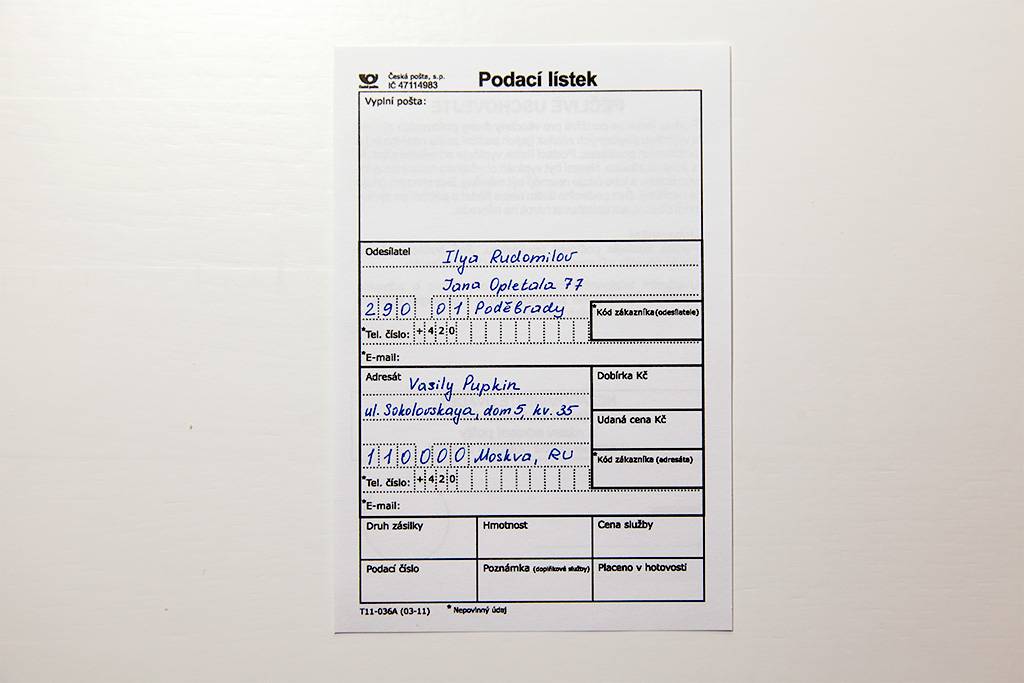 Česká pošta, s.p.
IČ 47114983
Podací lístek
Česká pošta
Vyplní pošta:
Odesílatel Ilya Rudomilov
Jana Opletala 77
290 01 Poděbrady
*Kód zákazníka (odesílatele)
*Tel. číslo: +420
*E-mail:
Adresát Vasily Pupkin
Dobírka Kč
ul. Sokolovskaya, dom 5, kv. 35
Udaná cena Kč
110000 Moskva, RU
*Kód zákazníka (adresáta)
*Tel. číslo: +420
*E-mail:
Druh zásilky Hmotnost Cena služby
Podací číslo Poznámka (doplňkové služby) Placeno v hotovosti
T11-036A (03-11) * Nepovinný údaj